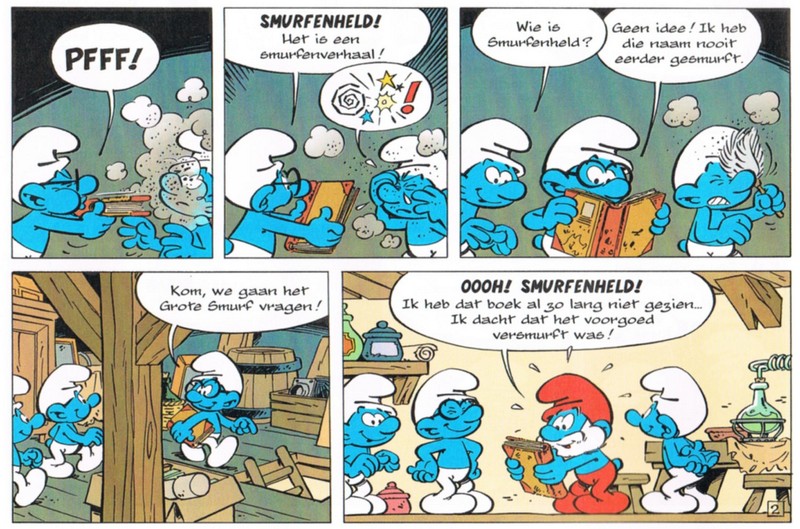 PFFF!
SMURFENHELD!
Het is een
smurfenverhaal!
Wie is
Smurfenheld?
Geen idee! Ik heb
die naam nooit
eerder gesmurft.
Kom, we gaan het
Grote Smurf vragen!
OOOH! SMURFENHELD!
Ik heb dat boek al zo lang niet gezien...
Ik dacht dat het voorgoed
versmurft was!
2